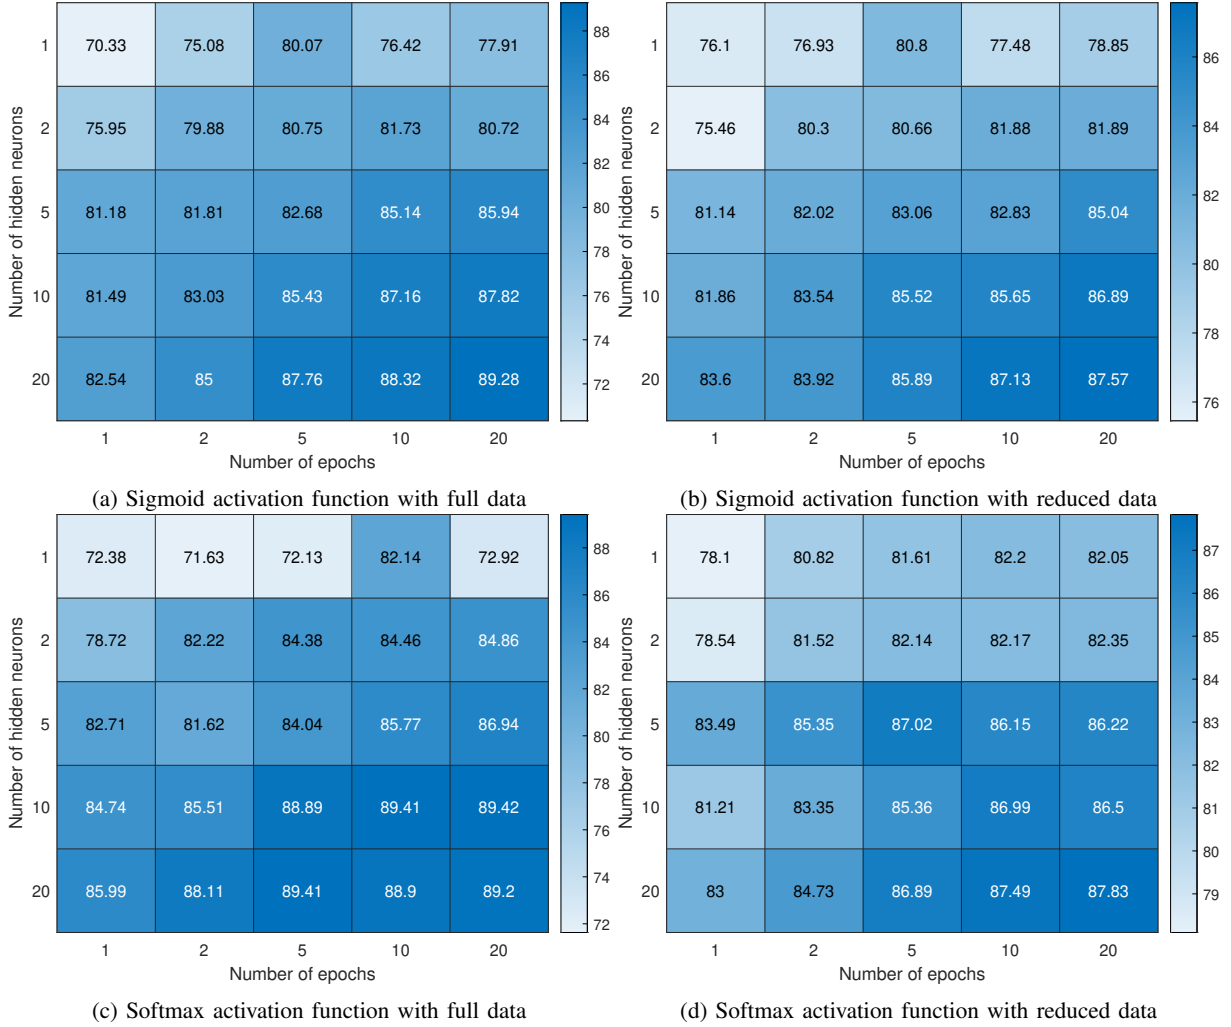 1 70.33 75.08 80.07 76.42 77.91
2 75.95 79.88 80.75 81.73 80.72
5 81.18 81.81 82.68 85.14 85.94
10 81.49 83.03 85.43 87.16 87.82
20 82.54 85 87.76 88.32 89.28
1 2 5 10 20
Number of epochs
Number of hidden neurons
88
86
84
82
80
78
76
74
72
(a) Sigmoid activation function with full data
1 76.1 76.93 80.8 77.48 78.85
2 75.46 80.3 80.66 81.88 81.89
5 81.14 82.02 83.06 82.83 85.04
10 81.86 83.54 85.52 85.65 86.89
20 83.6 83.92 85.89 87.13 87.57
1 2 5 10 20
Number of epochs
Number of hidden neurons
86
84
82
80
78
76
(b) Sigmoid activation function with reduced data
1 72.38 71.63 72.13 82.14 72.92
2 78.72 82.22 84.38 84.46 84.86
5 82.71 81.62 84.04 85.77 86.94
10 84.74 85.51 88.89 89.41 89.42
20 85.99 88.11 89.41 88.9 89.2
1 2 5 10 20
Number of epochs
Number of hidden neurons
88
86
84
82
80
78
76
74
72
(c) Softmax activation function with full data
1 78.1 80.82 81.61 82.2 82.05
2 78.54 81.52 82.14 82.17 82.35
5 83.49 85.35 87.02 86.15 86.22
10 81.21 83.35 85.36 86.99 86.5
20 83 84.73 86.89 87.49 87.83
1 2 5 10 20
Number of epochs
Number of hidden neurons
87
86
85
84
83
82
81
80
79
(d) Softmax activation function with reduced data